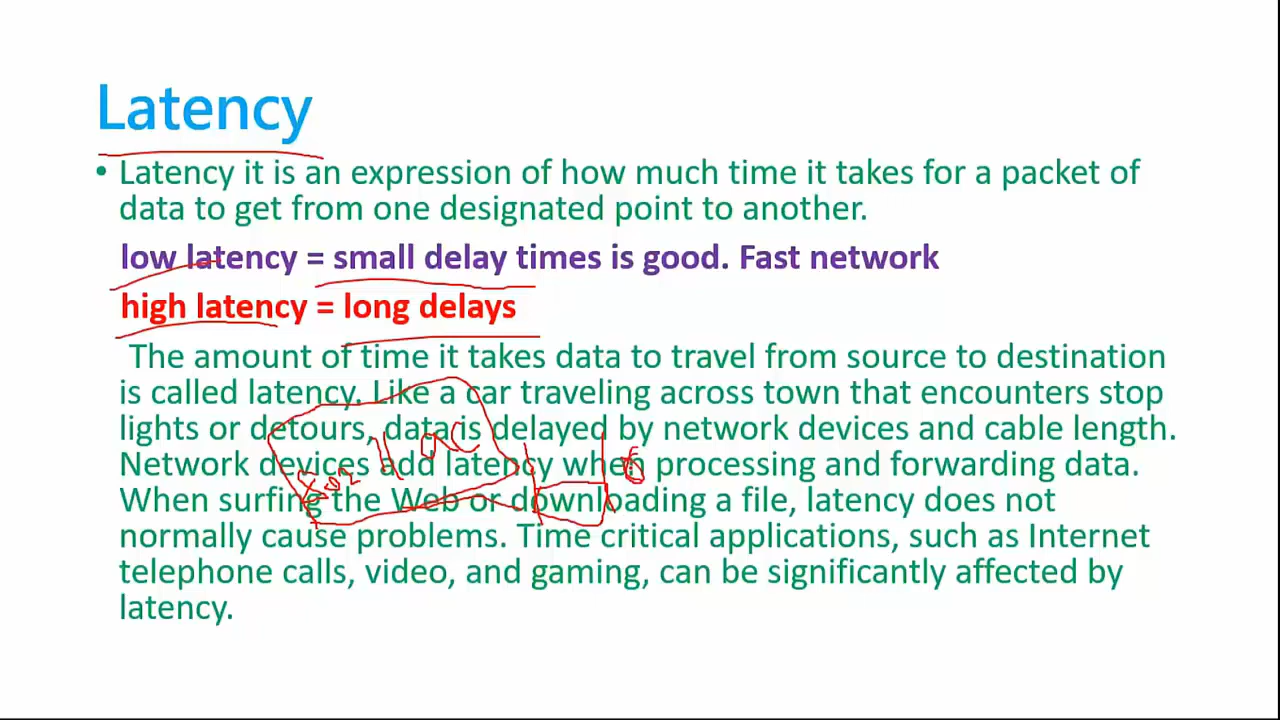 Latency
• Latency it is an expression of how much time it takes for a packet of
data to get from one designated point to another.
low latency = small delay times is good. Fast network
high latency = long delays
The amount of time it takes data to travel from source to destination
is called latency. Like a car traveling across town that encounters stop
lights or detours, data is delayed by network devices and cable length.
Network devices add latency when processing and forwarding data.
When surfing the Web or downloading a file, latency does not
normally cause problems. Time critical applications, such as Internet
telephone calls, video, and gaming, can be significantly affected by
latency.